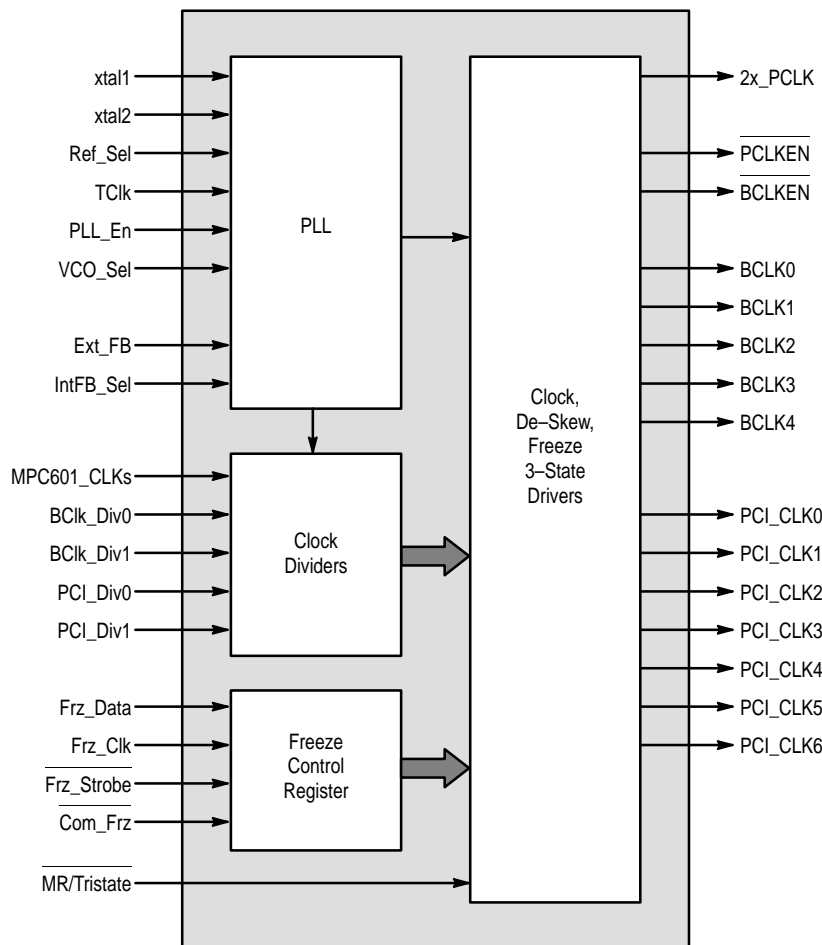 xtal1
xtal2
Ref_Sel
TClk
PLL_En
VCO_Sel
Ext_FB
IntFB_Sel
MPC601_CLKs
BClk_Div0
BClk_Div1
PCI_Div0
PCI_Div1
Frz_Data
Frz_Clk
Frz_Strobe
Com_Frz
MR/Tristate
PLL
Clock
Dividers
Freeze
Control
Register
Clock,
De–Skew,
Freeze
3–State
Drivers
2x_PCLK
PCLKEN
BCLKEN
BCLK0
BCLK1
BCLK2
BCLK3
BCLK4
PCI_CLK0
PCI_CLK1
PCI_CLK2
PCI_CLK3
PCI_CLK4
PCI_CLK5
PCI_CLK6